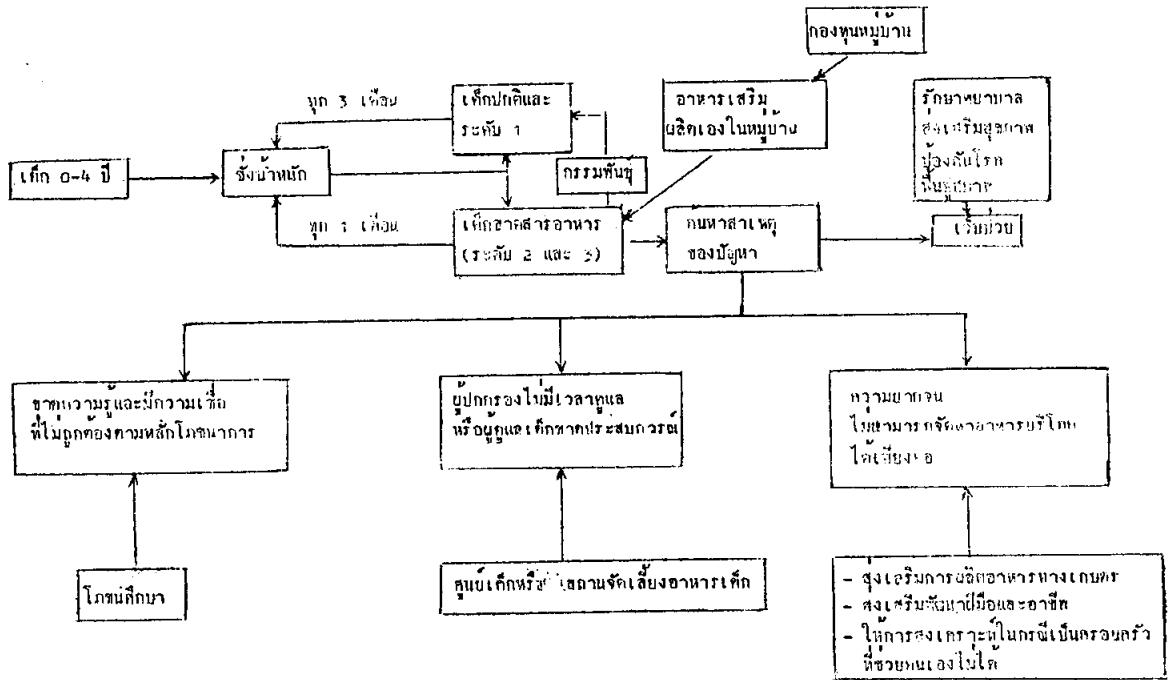 กองทุนหมู่บ้าน
ทุก 3 เดือน
เด็กปกติและ
ระดับ 1
อาหารเสริม
ผลิตเองในหมู่บ้าน
รักษาพยาบาล
ส่งเสริมสุขภาพ
ป้องกันโรค
ฟื้นฟูสภาพ
เด็ก 0-4 ปี
ชั่งน้ำหนัก
กรรมพันธุ์
ทุก 1 เดือน
เด็กขาดสารอาหาร
(ระดับ 2 และ 3)
ค้นหาสาเหตุ
ของปัญหา
เจ็บป่วย
ขาดความรู้และมีความเชื่อ
ที่ไม่ถูกต้องตามหลักโภชนาการ
ผู้ปกครองไม่มีเวลาดูแล
หรือผู้ดูแลเด็กขาดประสบการณ์
ความยากจน
ไม่สามารถจัดหาอาหารบริโภค
ได้เพียงพอ
โภชนศึกษา
ศูนย์เด็กหรือ สถานจัดเลี้ยงอาหารเด็ก
- ส่งเสริมการผลิตอาหารทางเกษตร
- ส่งเสริมพัฒนาฝีมือและอาชีพ
- ให้การสงเคราะห์ในกรณีเป็นครอบครัว
ที่ช่วยตนเองไม่ได้